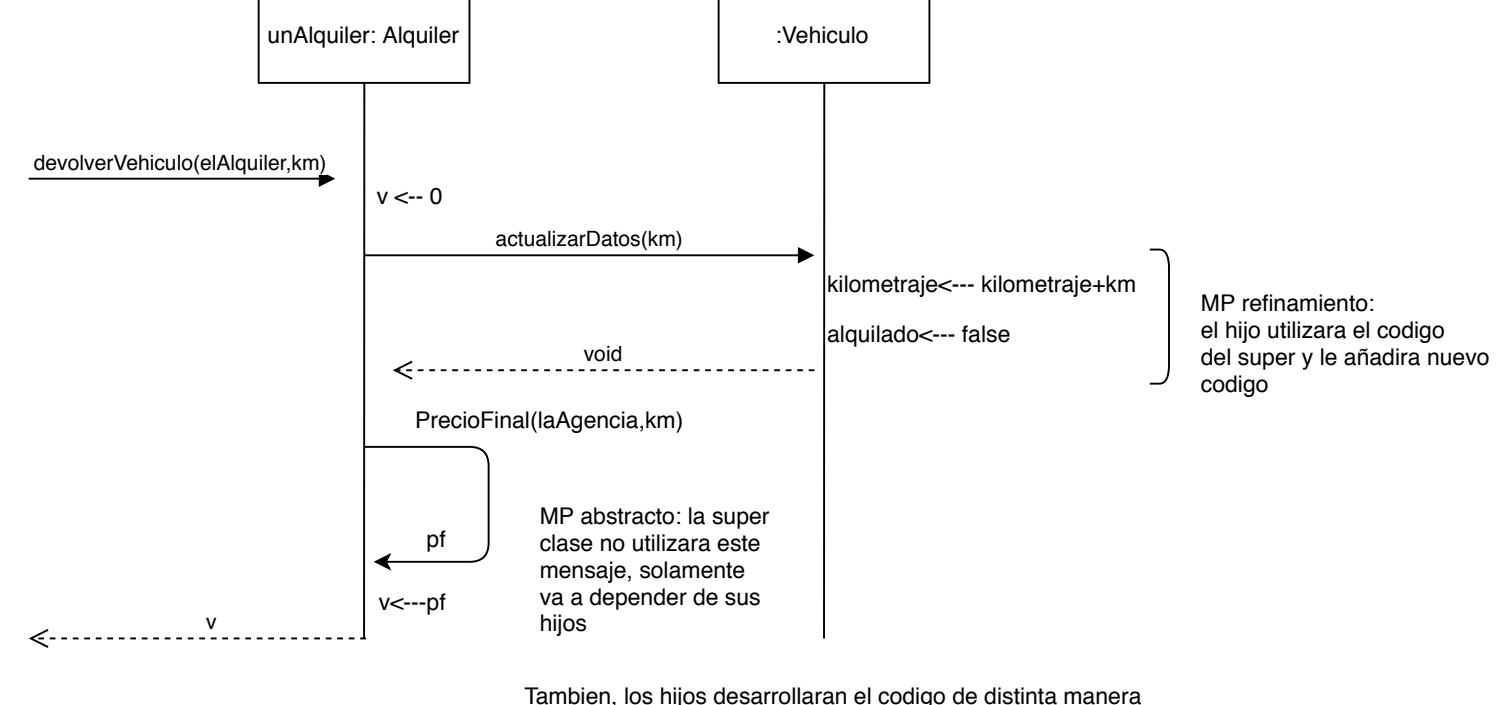 unAlquiler: Alquiler
:Vehiculo
devolverVehiculo(elAlquiler,km)
v <-- 0
actualizarDatos(km)
kilometraje<--- kilometraje+km
alquilado<--- false
MP refinamiento:
el hijo utilizara el codigo
del super y le añadira nuevo
codigo
void
PrecioFinal(laAgencia,km)
pf
MP abstracto: la super
clase no utilizara este
mensaje, solamente
va a depender de sus
hijos
v<---pf
v
Tambien, los hijos desarrollaran el codigo de distinta manera